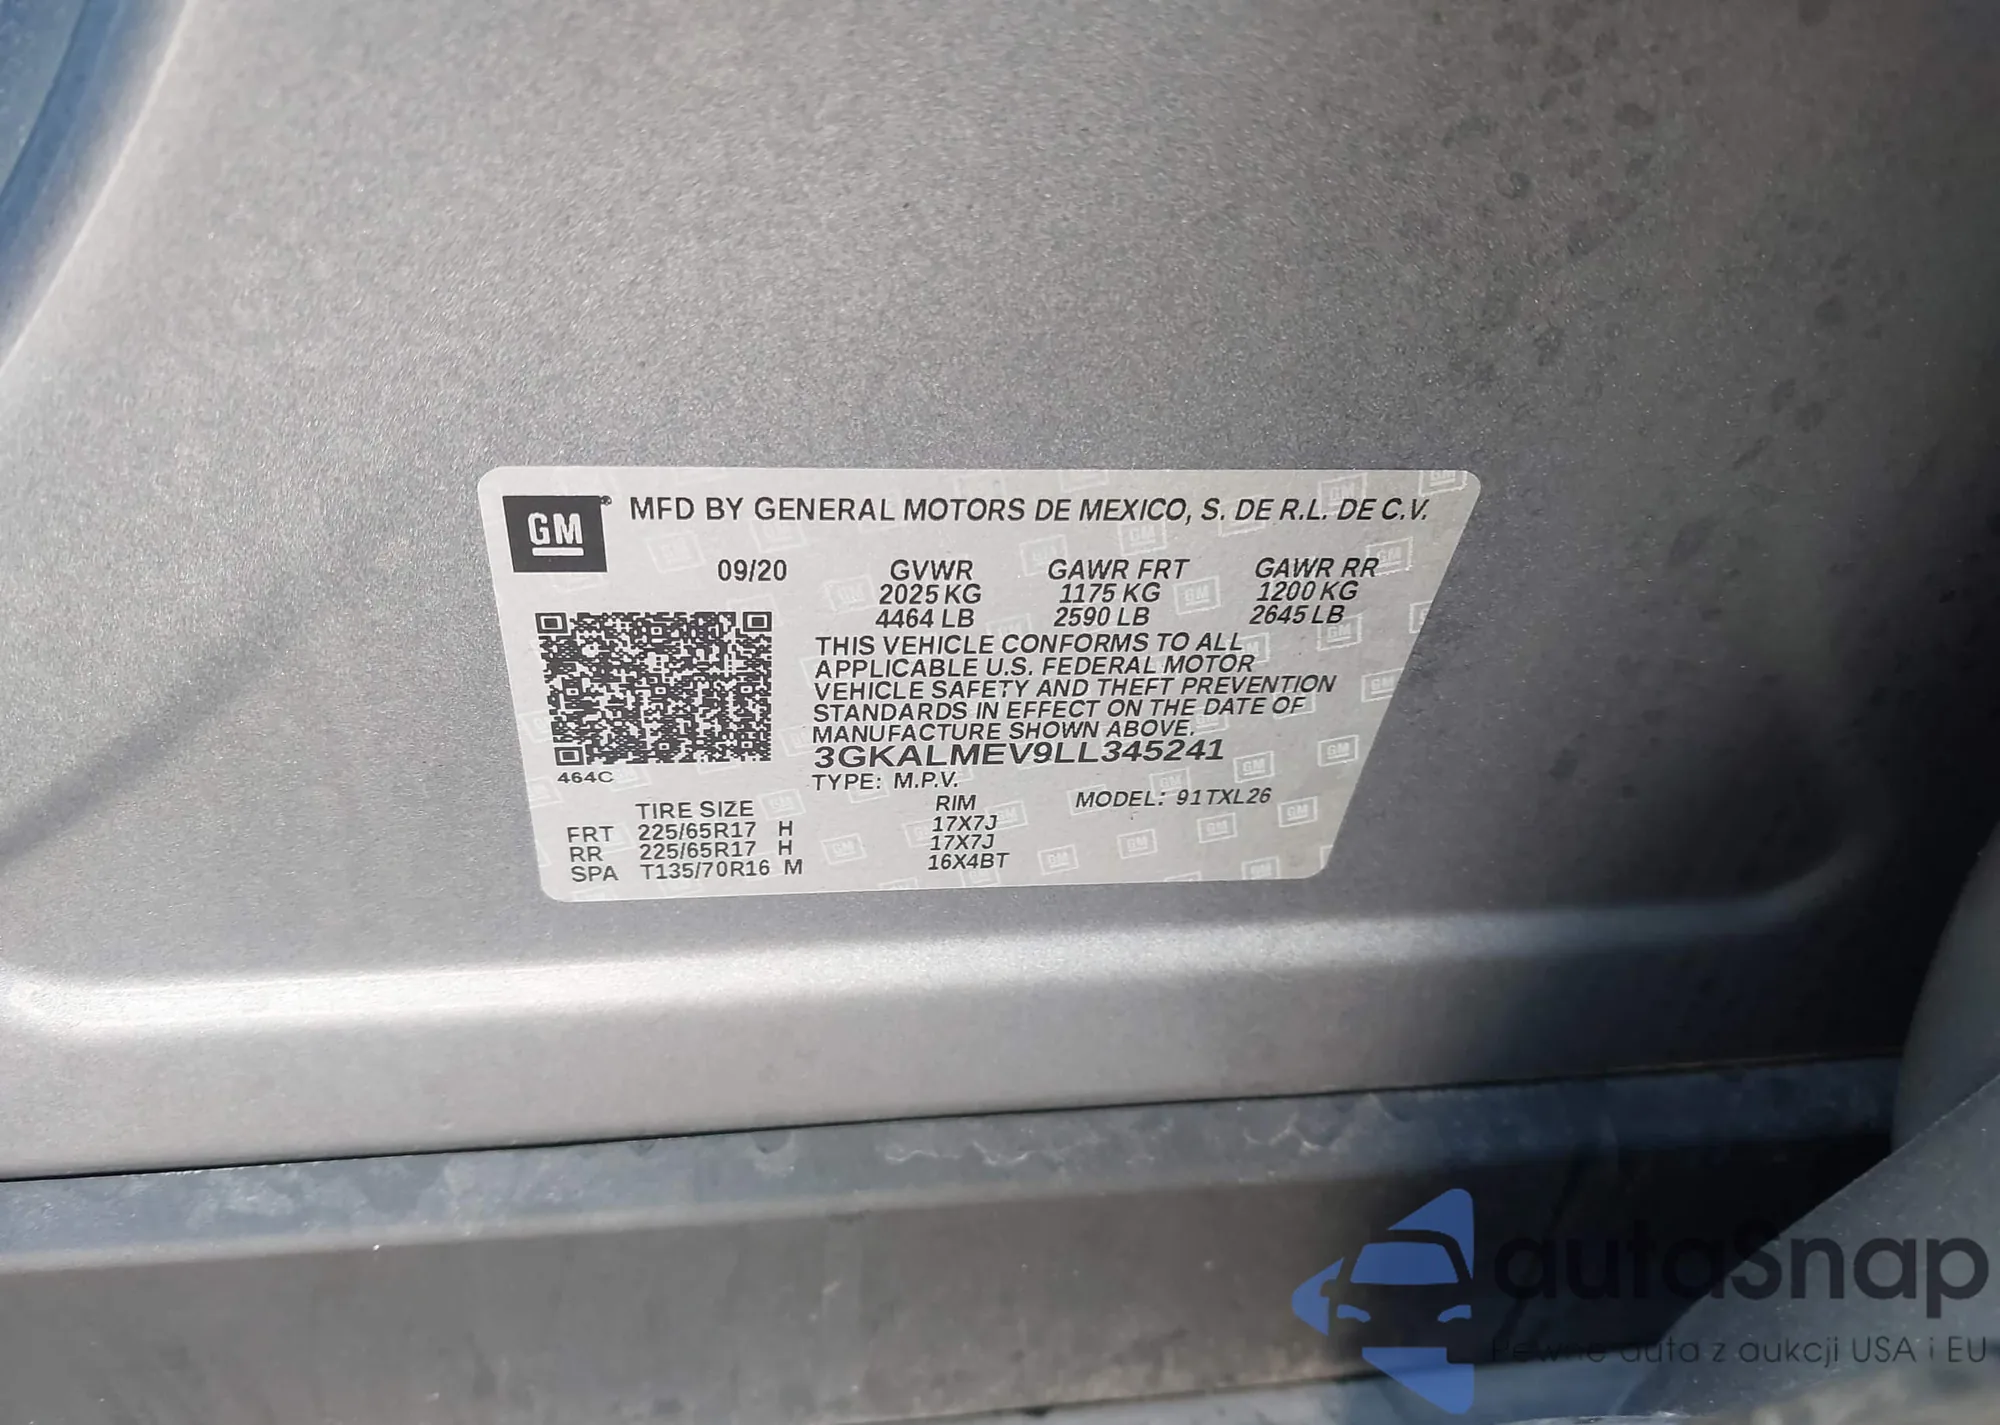 GM
MFD BY GENERAL MOTORS DE MEXICO, S. DE R.L. DE C.V.
09/20 GVWR GAWR FRT GAWR RR
2025 KG 1175 KG 1200 KG
4464 LB 2590 LB 2645 LB
THIS VEHICLE CONFORMS TO ALL
APPLICABLE U.S. FEDERAL MOTOR
VEHICLE SAFETY AND THEFT PREVENTION
STANDARDS IN EFFECT ON THE DATE OF
MANUFACTURE SHOWN ABOVE.
3GKALMEV9LL345241
464C
TYPE: M.P.V.
TIRE SIZE RIM MODEL: 91TXL26
FRT 225/65R17 H 17X7J
RR 225/65R17 H 17X7J
SPA T135/70R16 M 16X4BT
autaSnap
Pewne auta z aukcji USA i EU